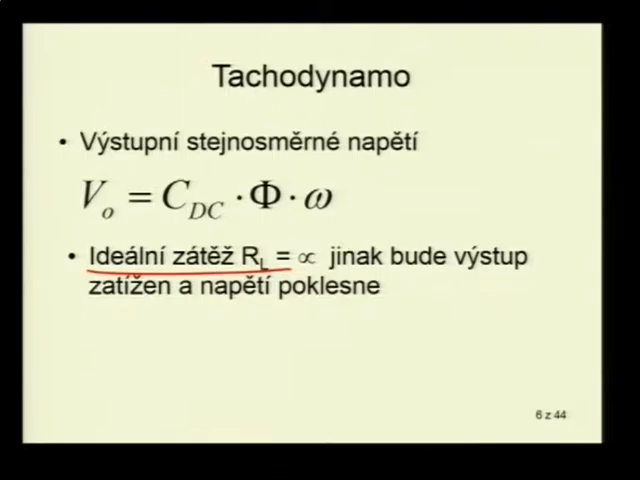 Tachodynamo
• Výstupní stejnosměrné napětí
V_o = C_DC · Φ · ω
• Ideální zátěž R_L = ∝ jinak bude výstup
zatížen a napětí poklesne
6 z 44